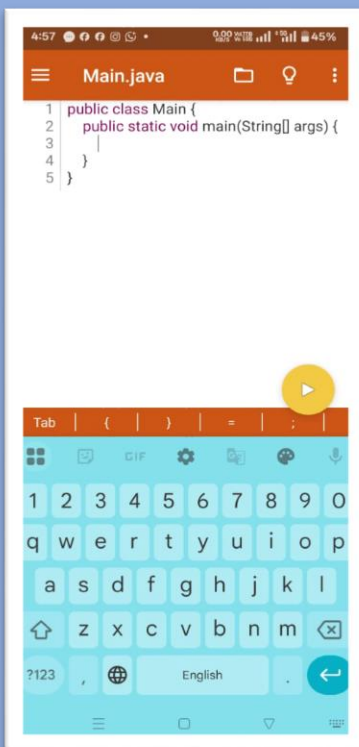 4:57
45%
Main.java
1 public class Main {
2 public static void main(String[] args) {
3
4 }
5 }
Tab { } = ;
GIF
1 2 3 4 5 6 7 8 9 0
q w e r t y u i o p
a s d f g h j k l
z x c v b n m
?123 , English .